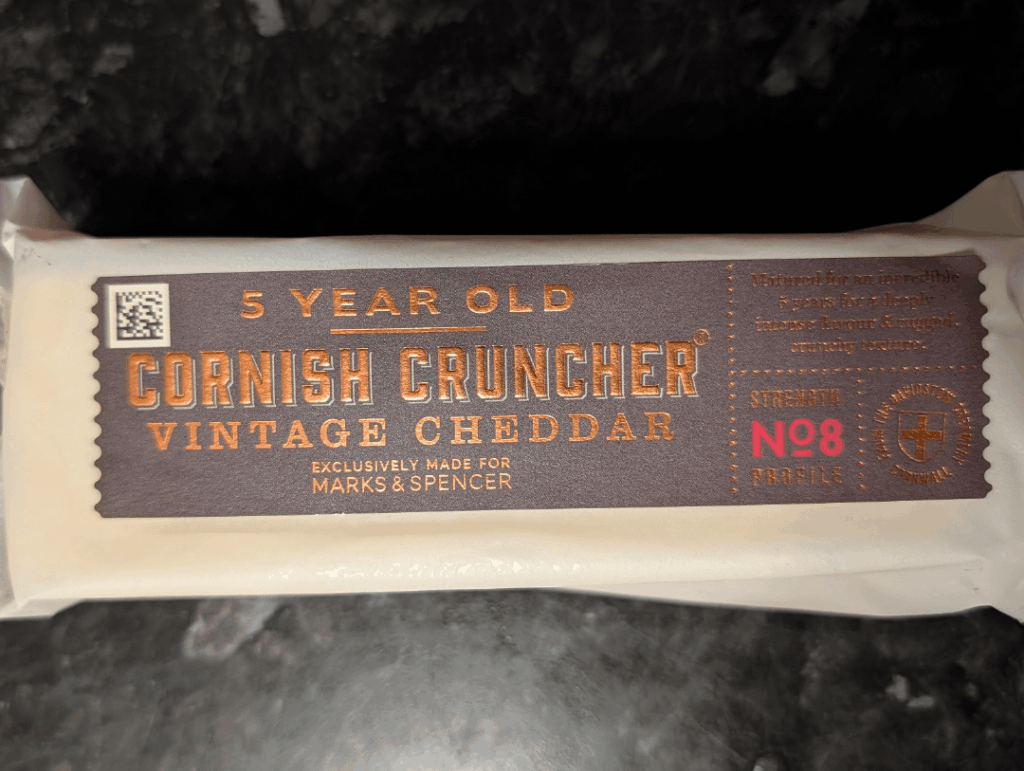 5 YEAR OLD
CORNISH CRUNCHER®
VINTAGE CHEDDAR
EXCLUSIVELY MADE FOR
MARKS & SPENCER
Matured for an incredible
5 years for a deeply
intense flavour & rugged,
crunchy texture.
STRENGTH
Nº8
PROFILE